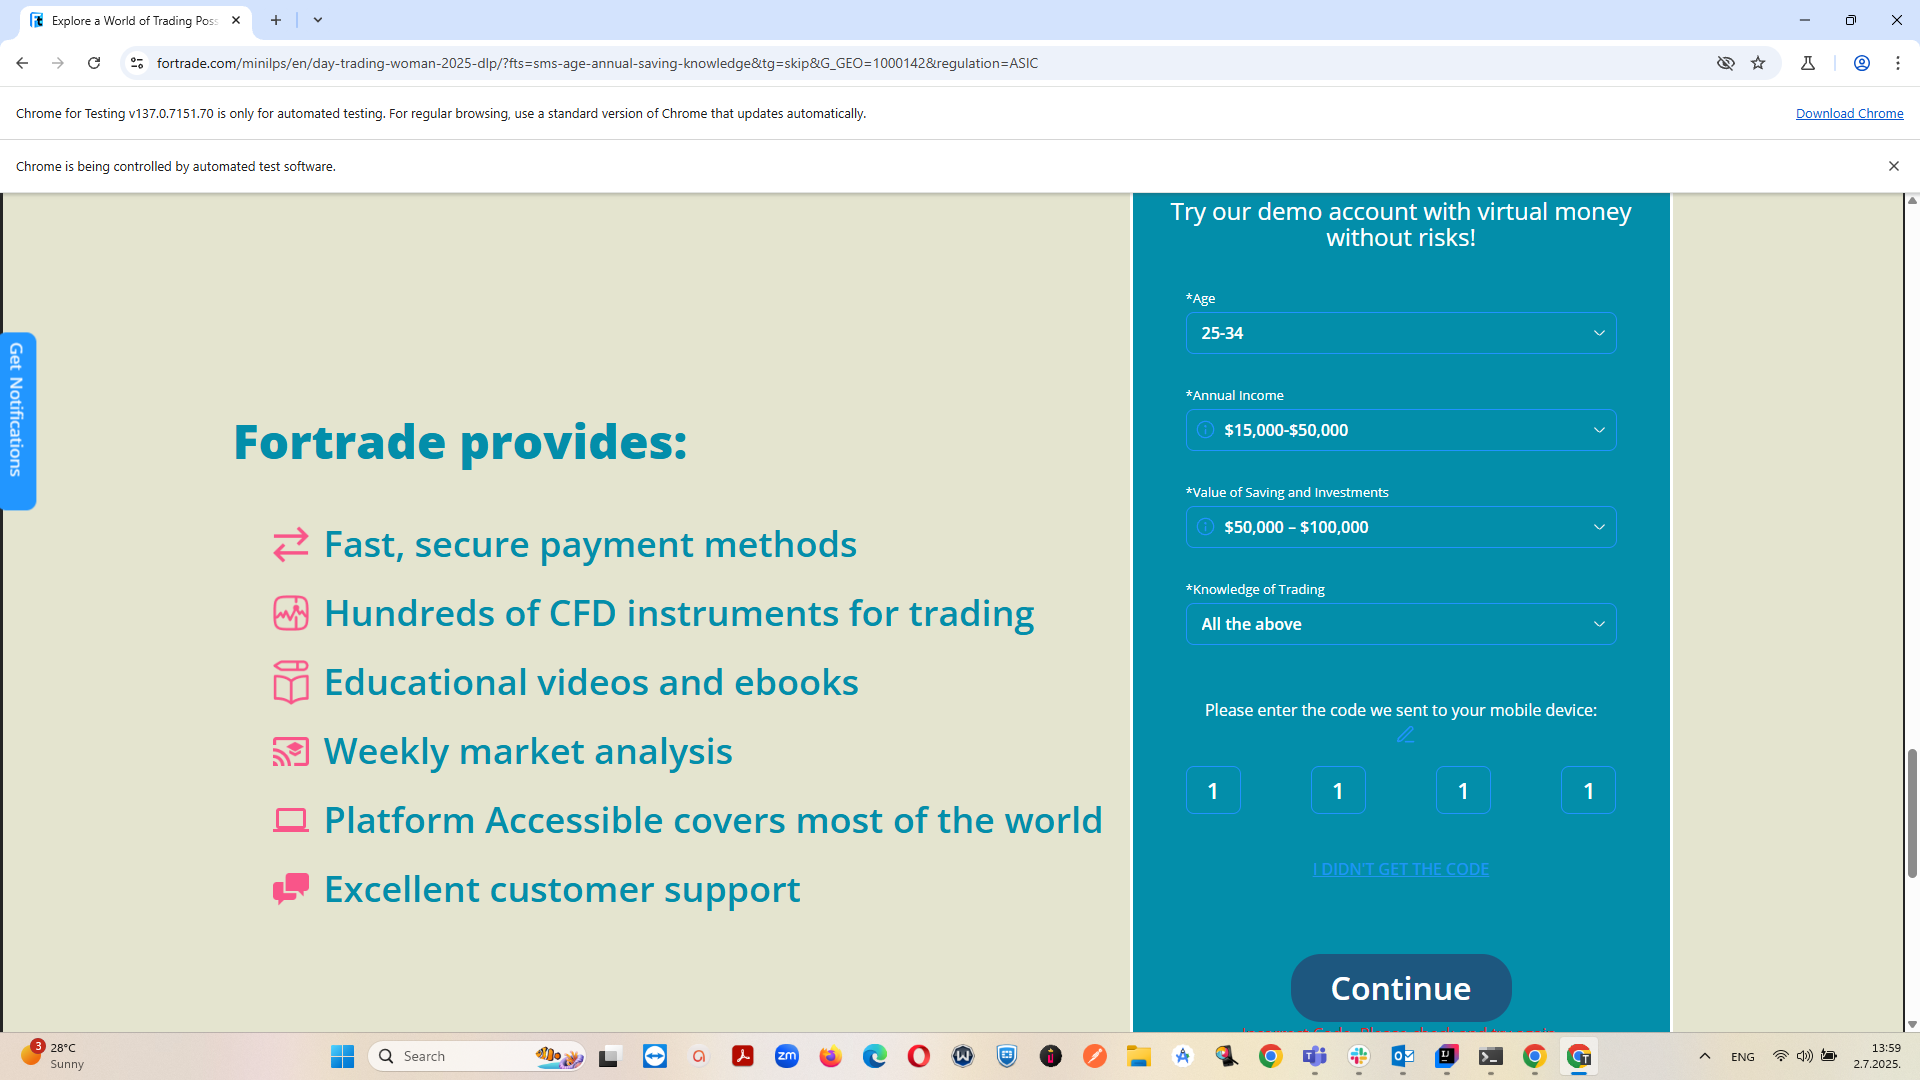 Explore a World of Trading Poss
fortrade.com/minilps/en/day-trading-woman-2025-dlp/?fts=sms-age-annual-saving-knowledge&tg=skip&G_GEO=1000142&regulation=ASIC
Chrome for Testing v137.0.7151.70 is only for automated testing. For regular browsing, use a standard version of Chrome that updates automatically.
Download Chrome
Chrome is being controlled by automated test software.
Get Notifications
Fortrade provides:
Fast, secure payment methods
Hundreds of CFD instruments for trading
Educational videos and ebooks
Weekly market analysis
Platform Accessible covers most of the world
Excellent customer support
Try our demo account with virtual money
without risks!
*Age
25-34
*Annual Income
$15,000-$50,000
*Value of Saving and Investments
$50,000 – $100,000
*Knowledge of Trading
All the above
Please enter the code we sent to your mobile device:
1 1 1 1
I DIDN'T GET THE CODE
Continue
3
28°C
Sunny
Search
zm
ENG
13:59
2.7.2025.